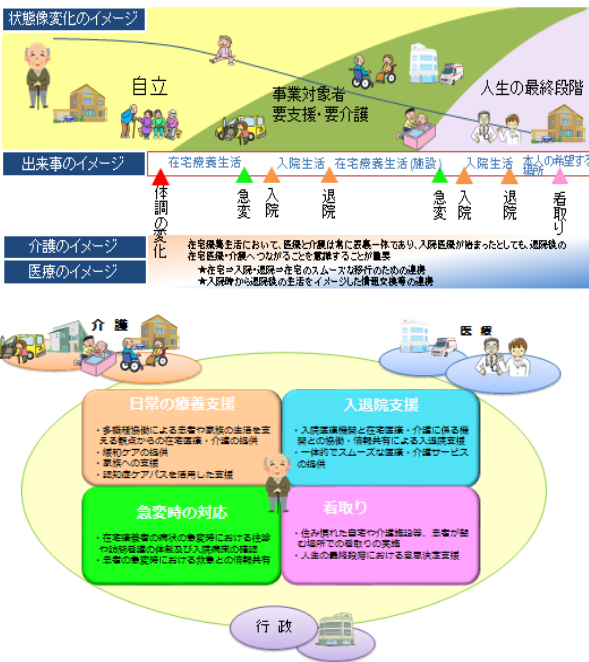 状態像変化のイメージ
自立
事業対象者
要支援・要介護
人生の最終段階
出来事のイメージ
在宅療養生活
入院生活
在宅療養生活(施設)
入院生活
本人の希望する
場所
体調の変化
急変
入院
退院
急変
入院
退院
看取り
介護のイメージ
医療のイメージ
在宅療養生活において、医療と介護は常に表裏一体であり、入院医療が始まったとしても、退院後の
在宅医療・介護へつながることを意識することが重要
★在宅⇒入院・退院⇒在宅のスムーズな移行のための連携
★入院時から退院後の生活をイメージした情報交換等の連携
介護
医療
日常の療養支援
・多職種協働による患者や家族の生活を支
える観点からの在宅医療・介護の提供
・緩和ケアの提供
・家族への支援
・認知症ケアパスを活用した支援
入退院支援
・入院医療機関と在宅医療・介護に係る機
関との協働・情報共有による入退院支援
・一体的でスムーズな医療・介護サービス
の提供
急変時の対応
・在宅療養者の病状の急変時における往診
や訪問看護の体制及び入院病床の確認
・患者の急変時における救急との情報共有
看取り
・住み慣れた自宅や介護施設等、患者が望
む場所での看取りの実施
・人生の最終段階における意思決定支援
行政